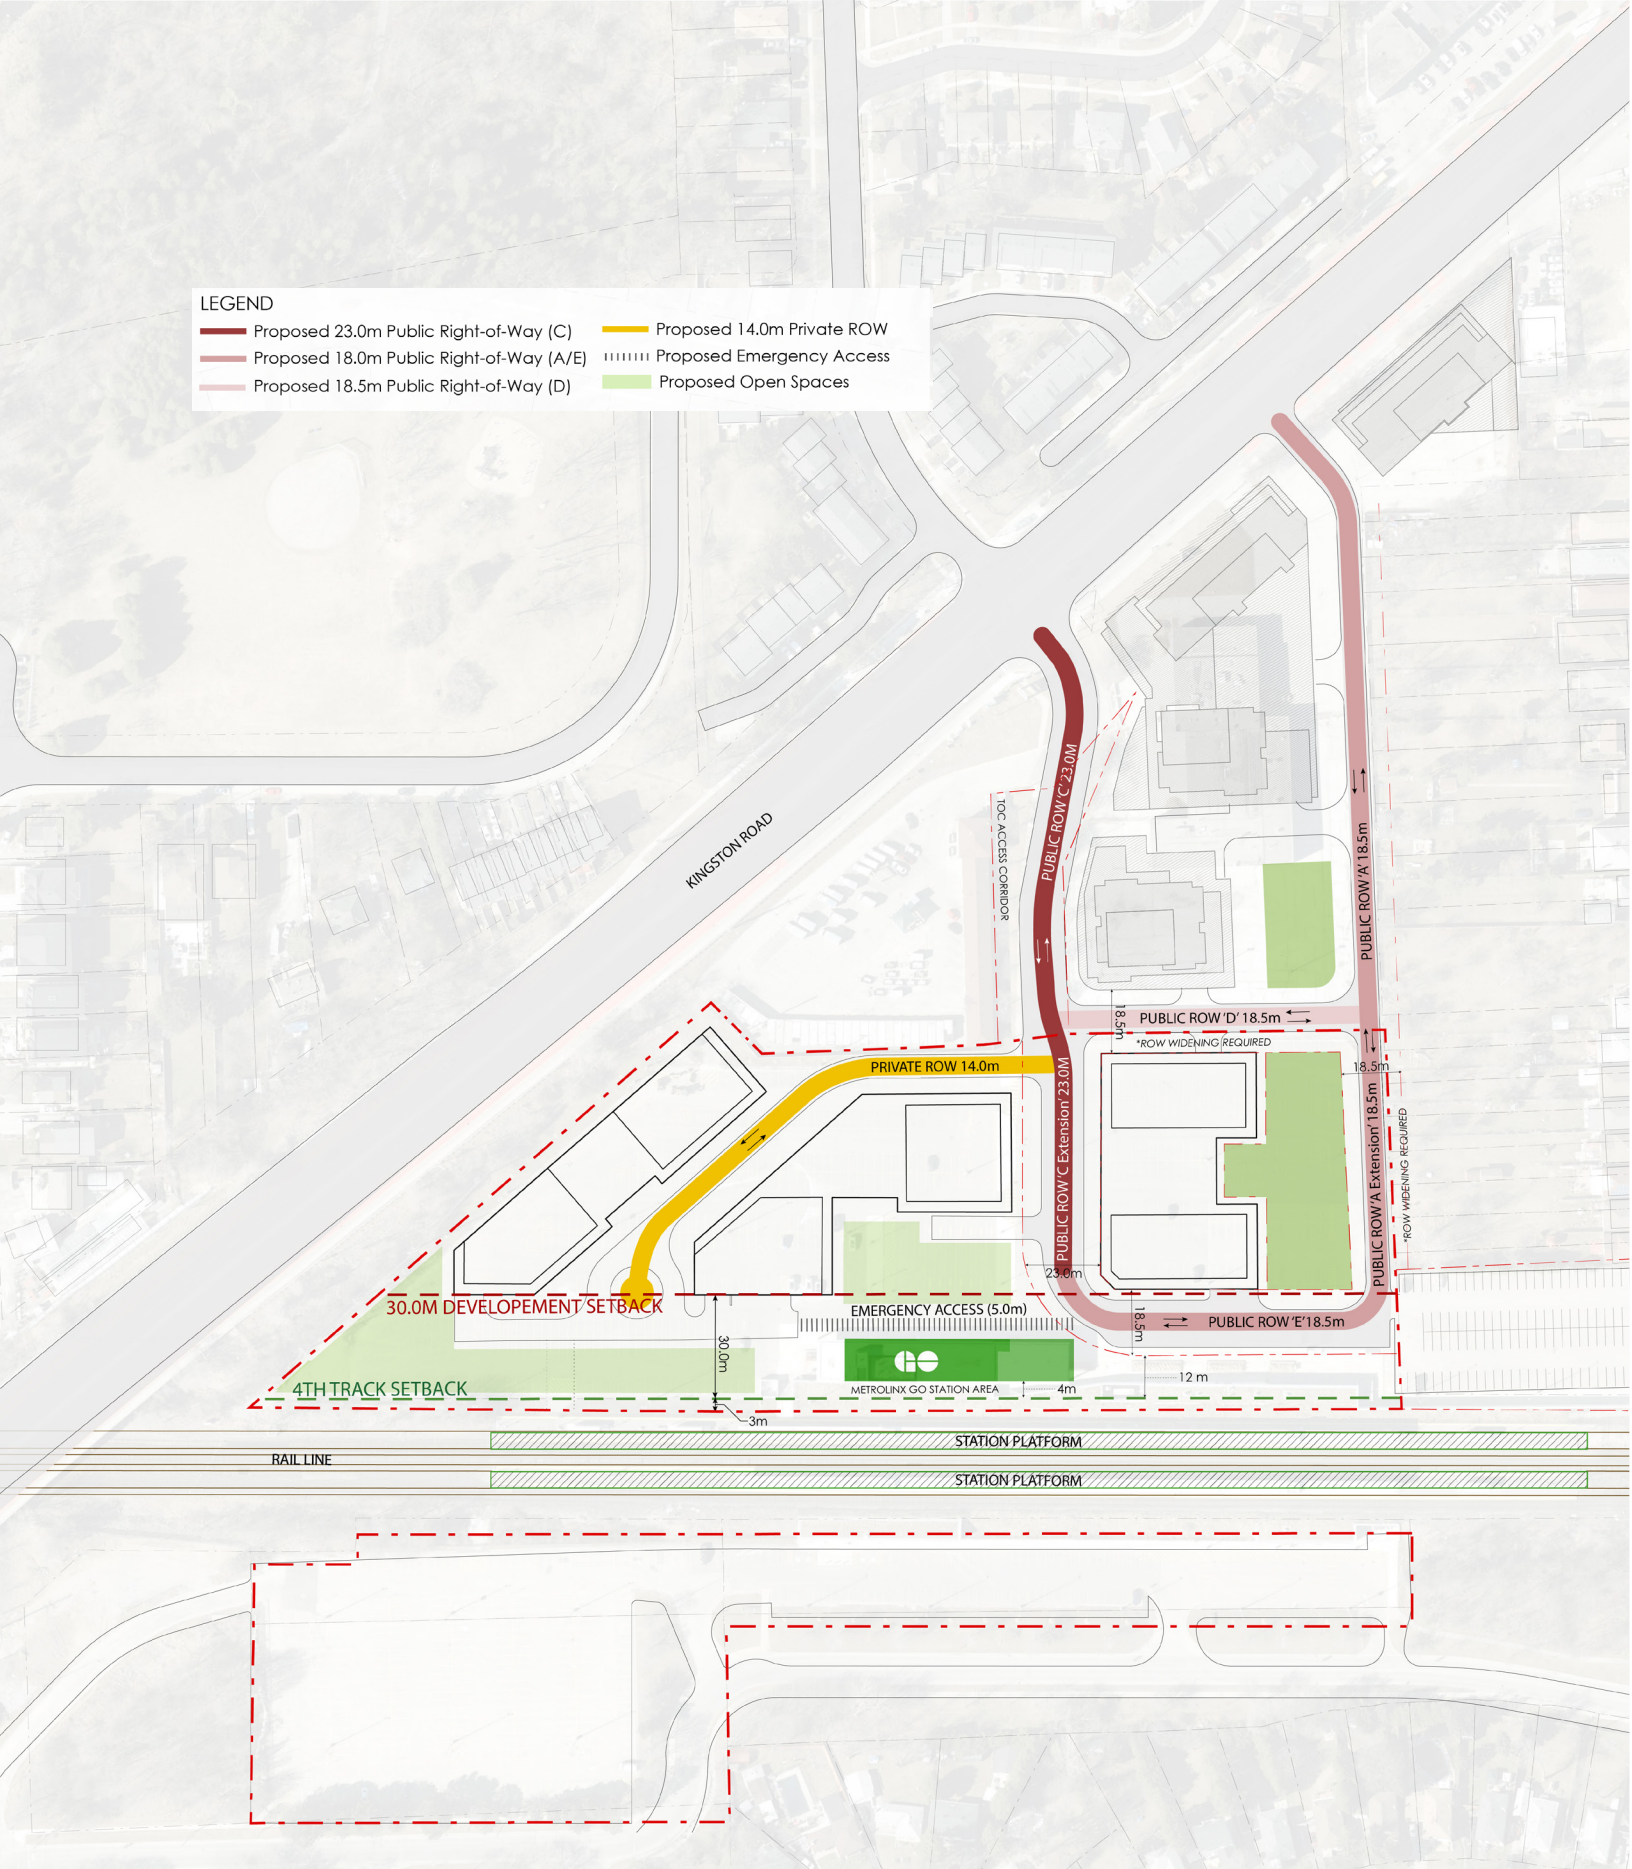 LEGEND
Proposed 23.0m Public Right-of-Way (C)
Proposed 18.0m Public Right-of-Way (A/E)
Proposed 18.5m Public Right-of-Way (D)
Proposed 14.0m Private ROW
Proposed Emergency Access
Proposed Open Spaces
KINGSTON ROAD
PUBLIC ROW 'C' 23.0M
TOC ACCESS CORRIDOR
PUBLIC ROW 'A' 18.5m
PUBLIC ROW 'D' 18.5m
18.5m
*ROW WIDENING REQUIRED
PRIVATE ROW 14.0m
18.5m
PUBLIC ROW 'C Extension' 23.0M
PUBLIC ROW 'A Extension' 18.5m
*ROW WIDENING REQUIRED
23.0m
30.0M DEVELOPEMENT SETBACK
EMERGENCY ACCESS (5.0m)
18.5m
PUBLIC ROW 'E' 18.5m
30.0m
GO
4TH TRACK SETBACK
METROLINX GO STATION AREA
4m
12 m
3m
STATION PLATFORM
RAIL LINE
STATION PLATFORM